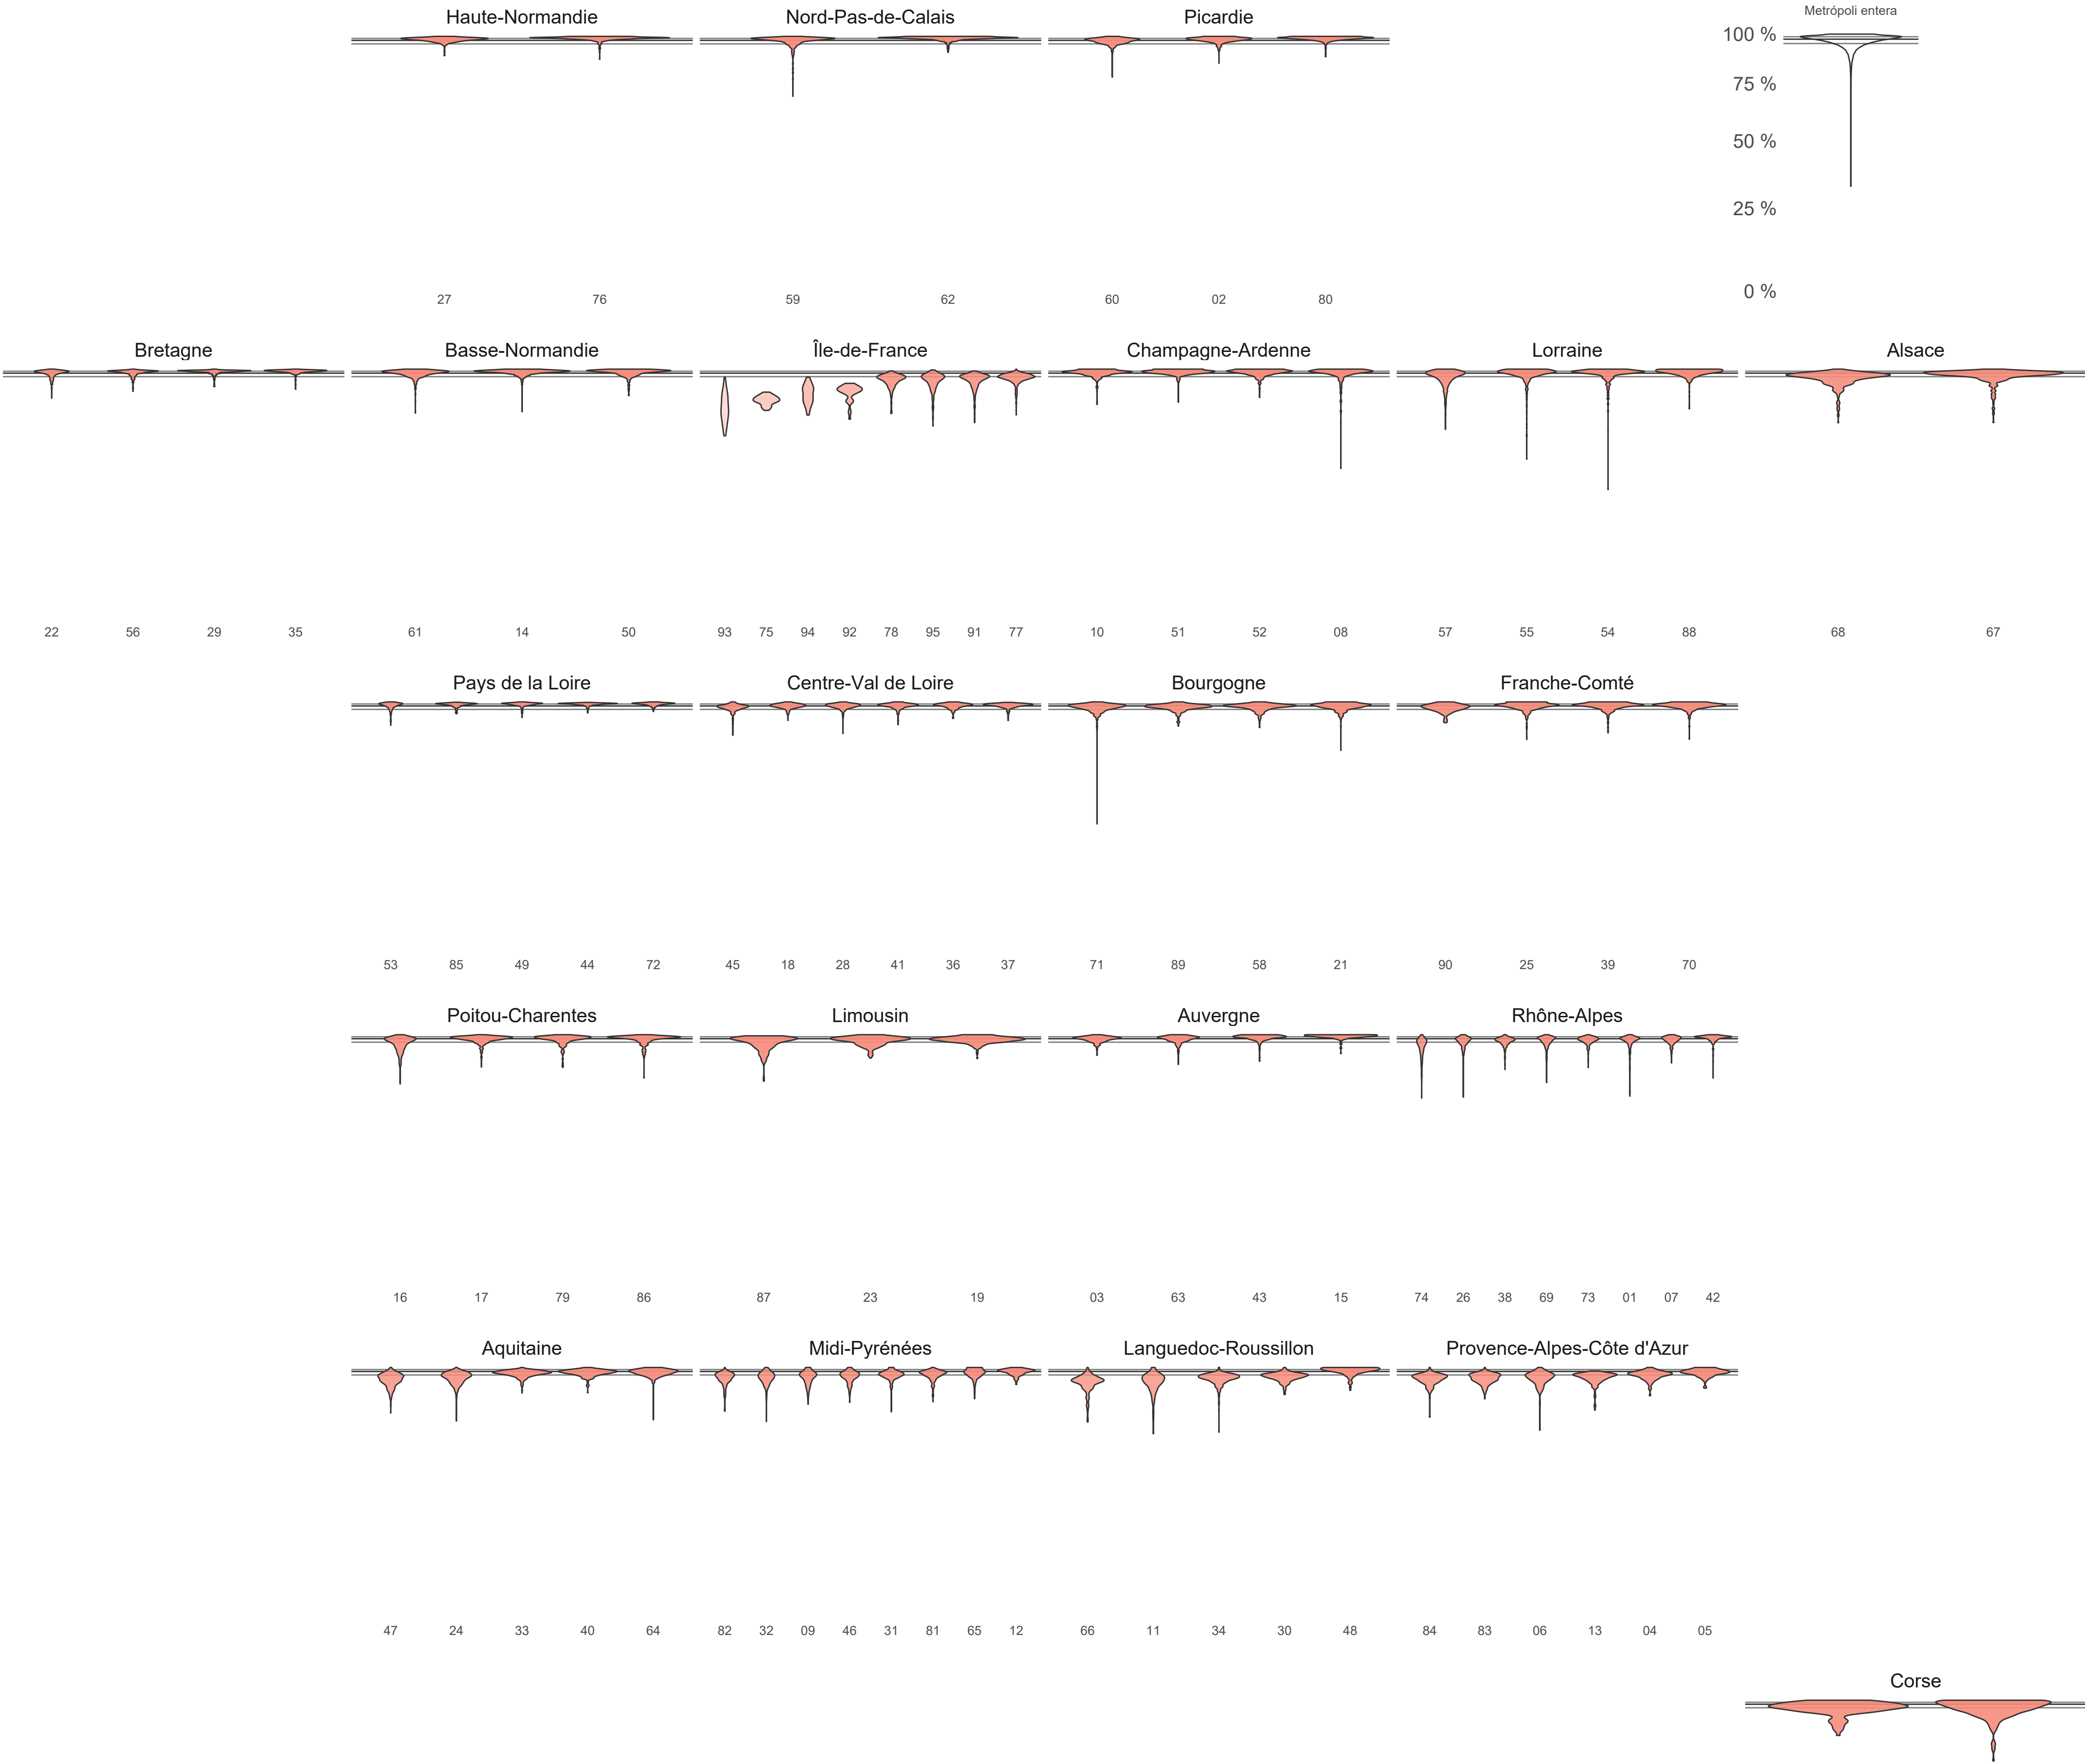 Metrópoli entera
Haute-Normandie
Nord-Pas-de-Calais
Picardie
100 %
75 %
50 %
25 %
0 %
27 76
59 62
60 02 80
Bretagne
Basse-Normandie
Île-de-France
Champagne-Ardenne
Lorraine
Alsace
22 56 29 35
61 14 50
93 75 94 92 78 95 91 77
10 51 52 08
57 55 54 88
68 67
Pays de la Loire
Centre-Val de Loire
Bourgogne
Franche-Comté
53 85 49 44 72
45 18 28 41 36 37
71 89 58 21
90 25 39 70
Poitou-Charentes
Limousin
Auvergne
Rhône-Alpes
16 17 79 86
87 23 19
03 63 43 15
74 26 38 69 73 01 07 42
Aquitaine
Midi-Pyrénées
Languedoc-Roussillon
Provence-Alpes-Côte d'Azur
47 24 33 40 64
82 32 09 46 31 81 65 12
66 11 34 30 48
84 83 06 13 04 05
Corse